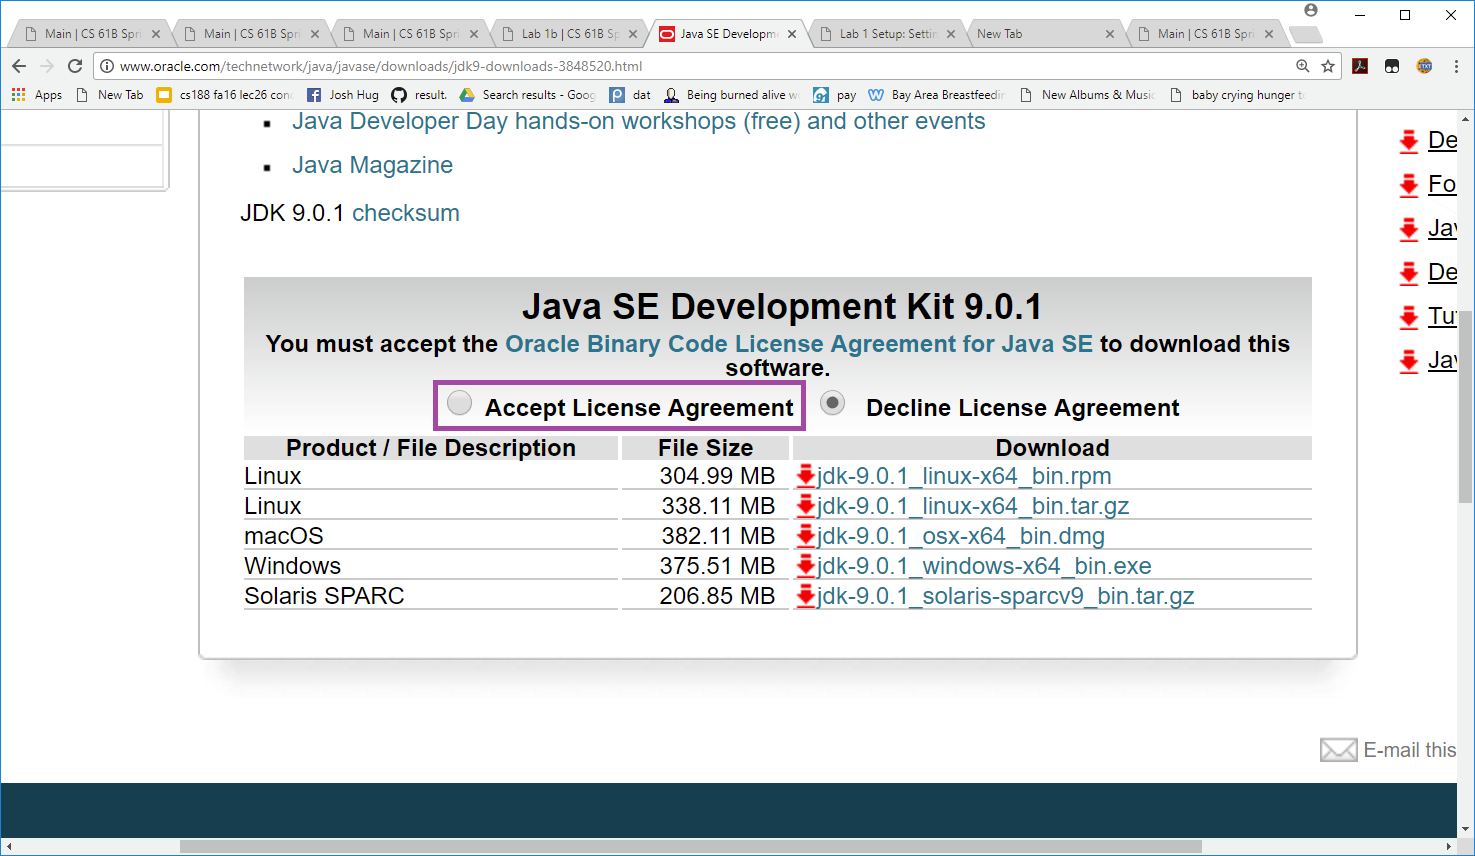 Main | CS 61B Spri
Main | CS 61B Spri
Main | CS 61B Spri
Lab 1b | CS 61B Sp
Java SE Developm
Lab 1 Setup: Settin
New Tab
Main | CS 61B Spri
www.oracle.com/technetwork/java/javase/downloads/jdk9-downloads-3848520.html
Apps
New Tab
cs188 fa16 lec26 con
Josh Hug
result.
Search results - Goog
dat
Being burned alive w
pay
Bay Area Breastfeedin
New Albums & Music
baby crying hunger t
Java Developer Day hands-on workshops (free) and other events
Java Magazine
JDK 9.0.1 checksum
Java SE Development Kit 9.0.1
You must accept the Oracle Binary Code License Agreement for Java SE to download this
software.
Accept License Agreement Decline License Agreement
Product / File Description File Size Download
Linux 304.99 MB jdk-9.0.1_linux-x64_bin.rpm
Linux 338.11 MB jdk-9.0.1_linux-x64_bin.tar.gz
macOS 382.11 MB jdk-9.0.1_osx-x64_bin.dmg
Windows 375.51 MB jdk-9.0.1_windows-x64_bin.exe
Solaris SPARC 206.85 MB jdk-9.0.1_solaris-sparcv9_bin.tar.gz
De
Fo
Jav
De
Tu
Jav
E-mail this